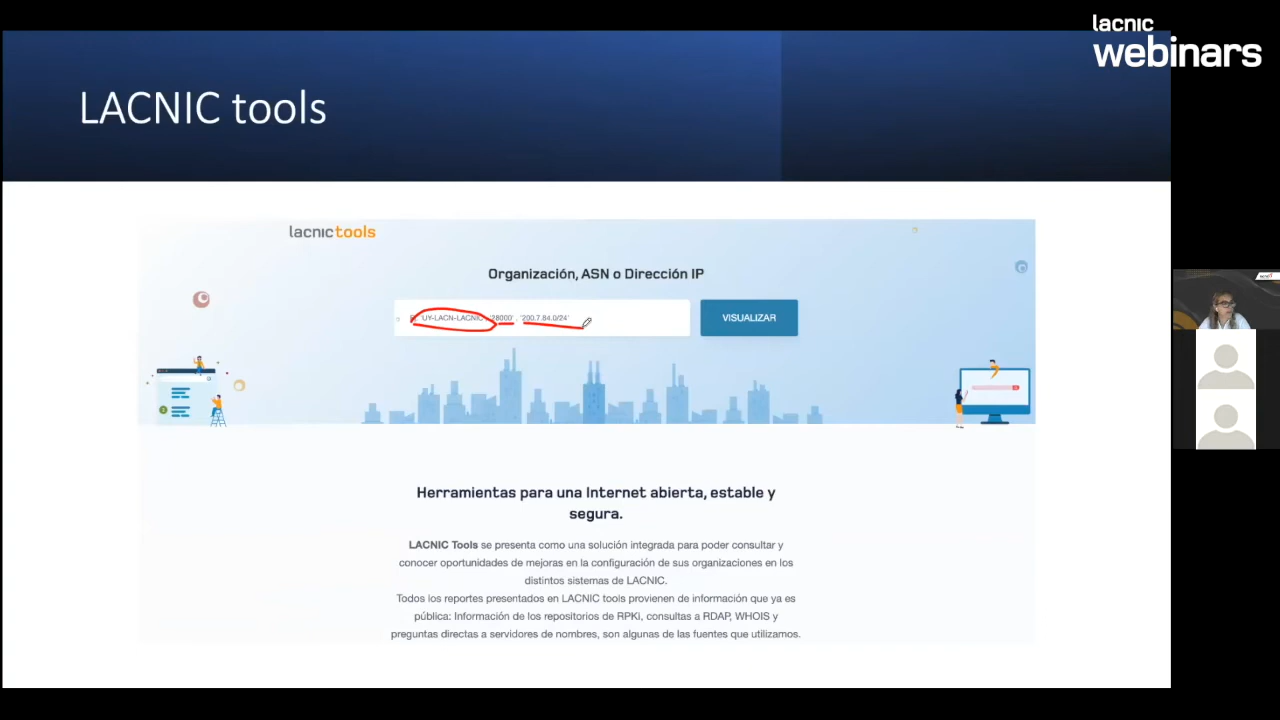 lacnic
webinars
LACNIC tools
lacnictools
Organización, ASN o Dirección IP
'UY-LACN-LACNIC', '28000', '200.7.84.0/24'
VISUALIZAR
Herramientas para una Internet abierta, estable y
segura.
LACNIC Tools se presenta como una solución integrada para poder consultar y
conocer oportunidades de mejoras en la configuración de sus organizaciones en los
distintos sistemas de LACNIC.
Todos los reportes presentados en LACNIC tools provienen de información que ya es
pública: Información de los repositorios de RPKi, consultas a RDAP, WHOIS y
preguntas directas a servidores de nombres, son algunas de las fuentes que utilizamos.